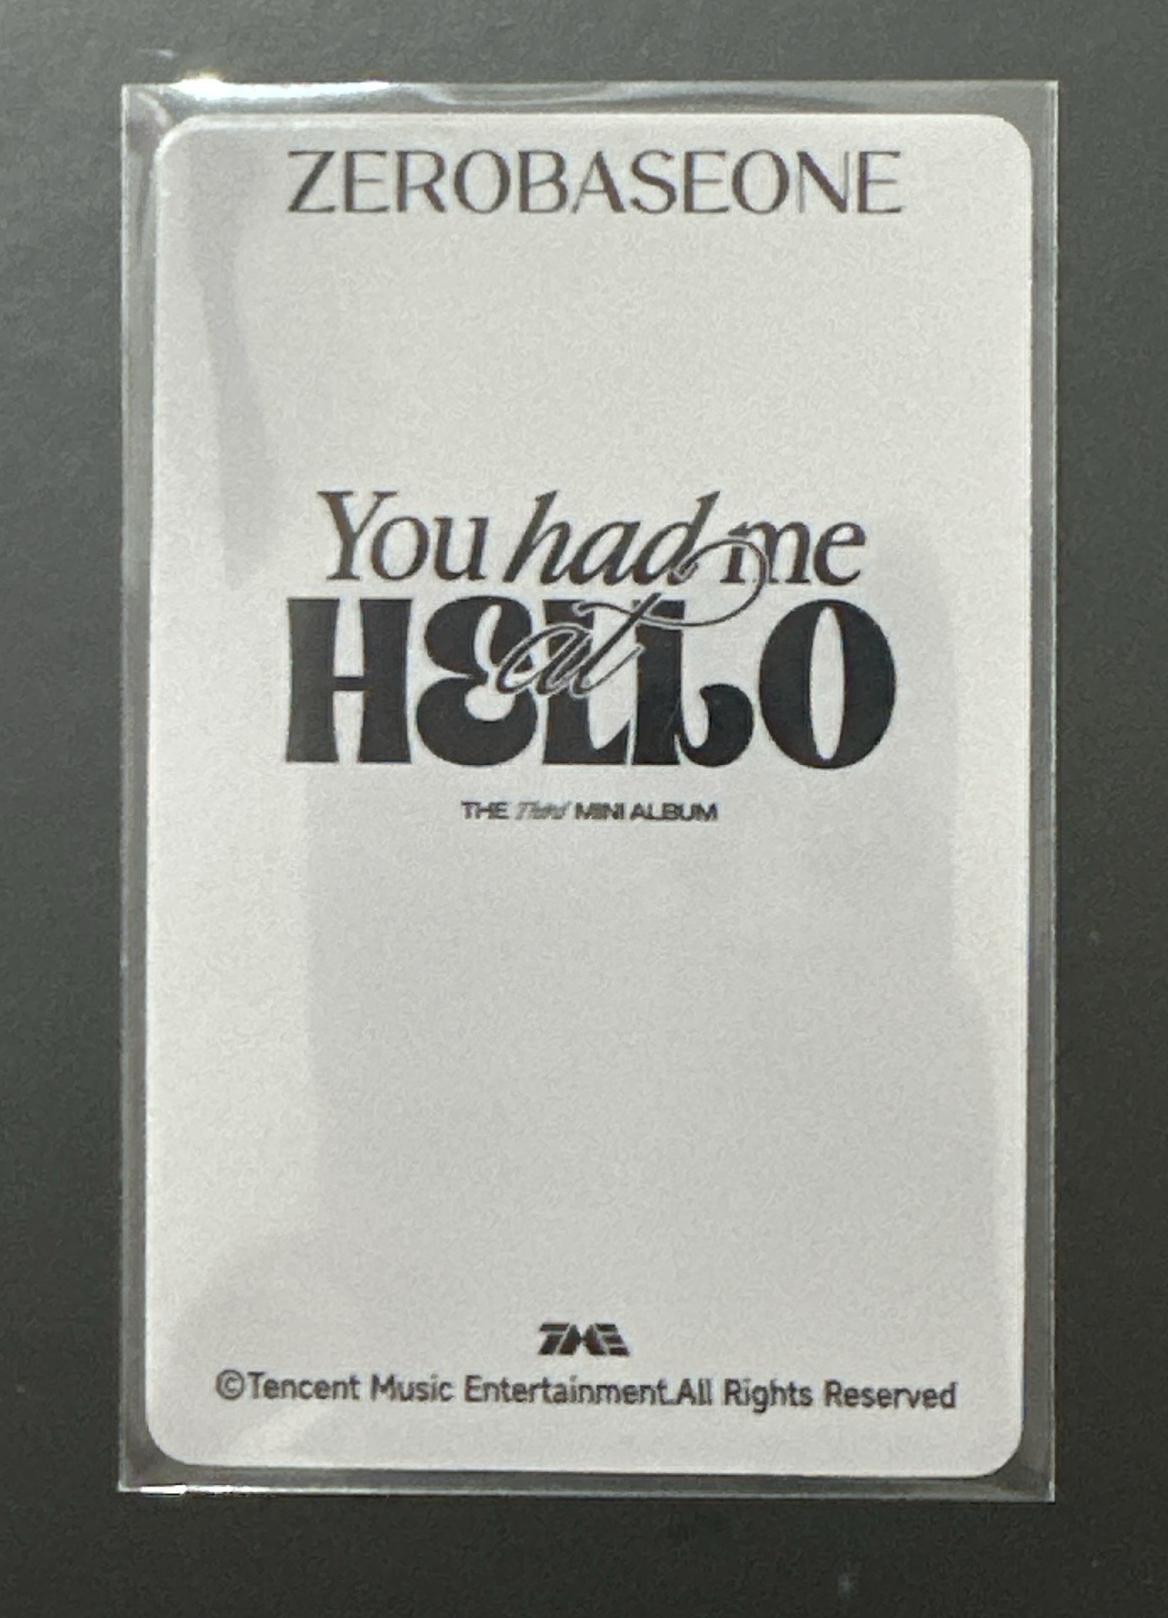 ZEROBASEONE
You had me
at
HELLO
THE Third MINI ALBUM
TME
©Tencent Music Entertainment.All Rights Reserved